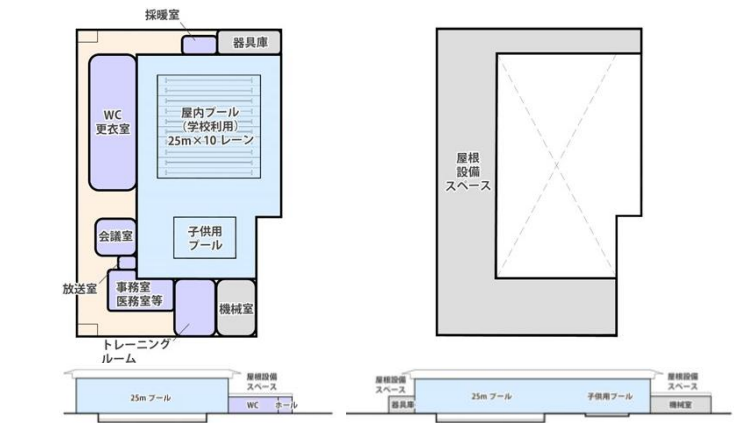 採暖室
器具庫
WC
更衣室
屋内プール
（学校利用）
25m×10 レーン
会議室
子供用
プール
放送室
事務室
医務室等
機械室
トレーニング
ルーム
屋根
設備
スペース
屋根設備
スペース
25m プール
WC
ホール
屋根設備
スペース
器具庫
25m プール
子供用プール
屋根設備
スペース
機械室